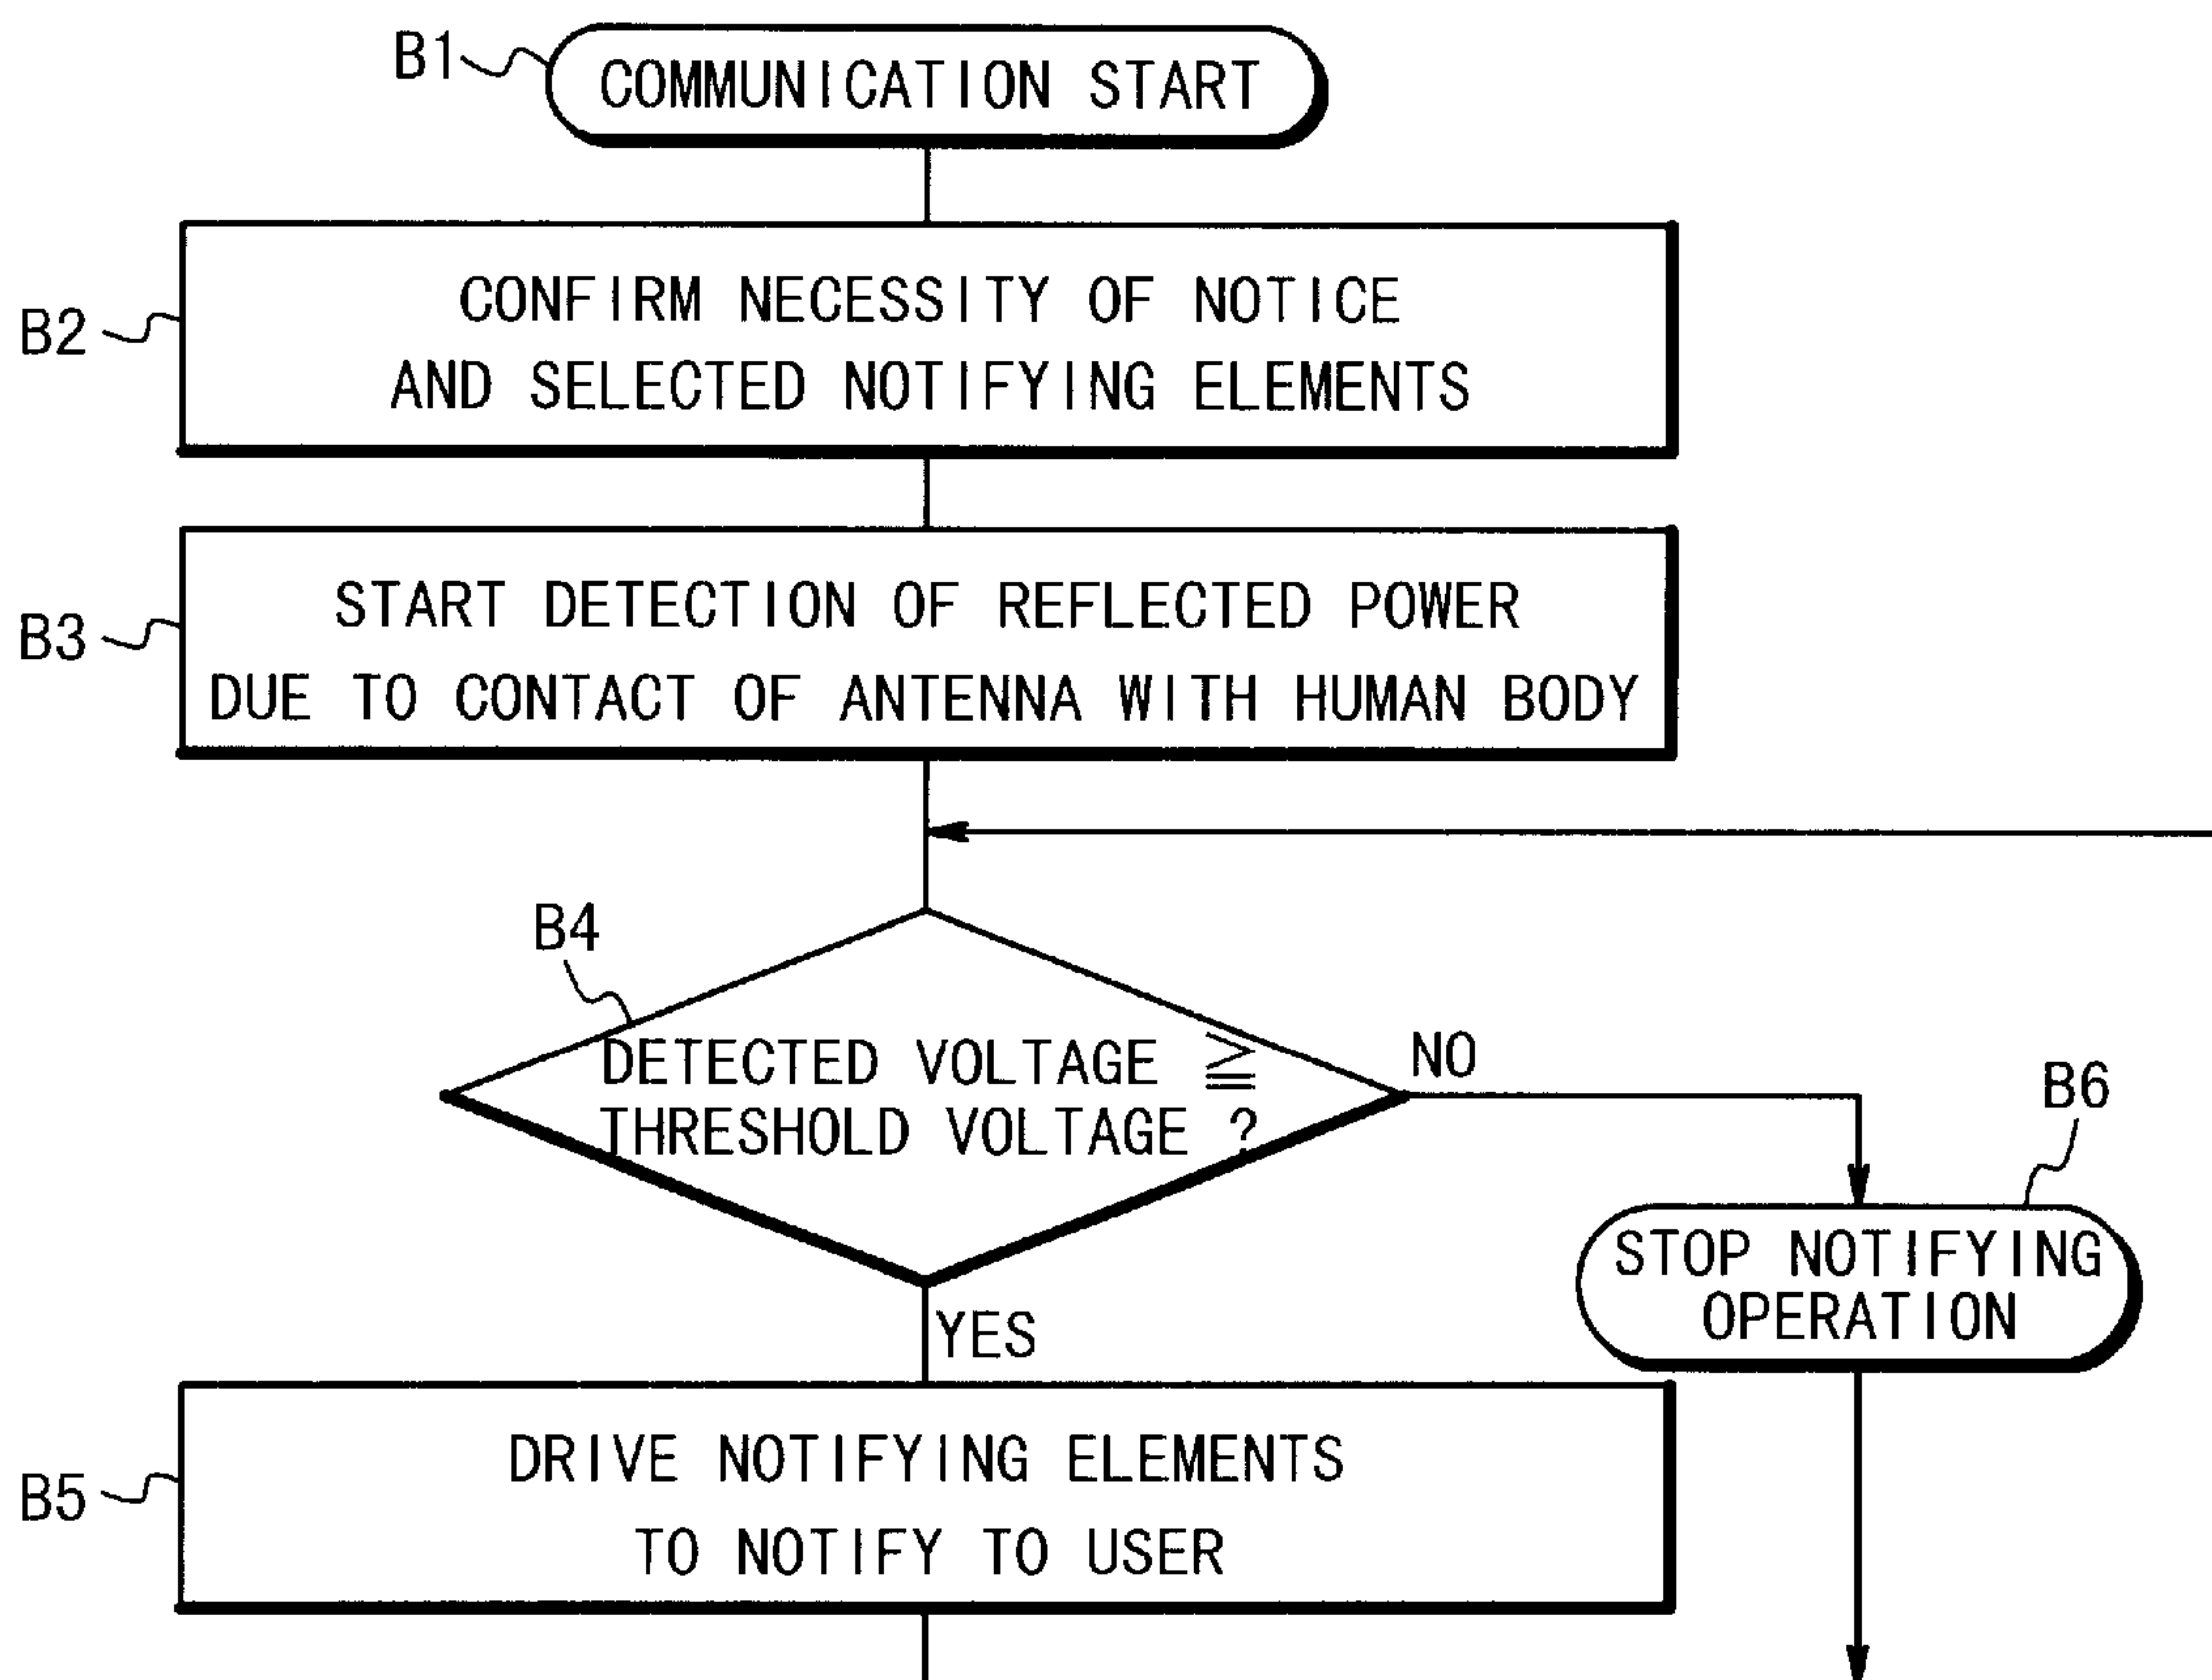 B1
COMMUNICATION START
B2
CONFIRM NECESSITY OF NOTICE
AND SELECTED NOTIFYING ELEMENTS
B3
START DETECTION OF REFLECTED POWER
DUE TO CONTACT OF ANTENNA WITH HUMAN BODY
B4
DETECTED VOLTAGE ≧
THRESHOLD VOLTAGE ?
NO
B6
STOP NOTIFYING
OPERATION
YES
B5
DRIVE NOTIFYING ELEMENTS
TO NOTIFY TO USER